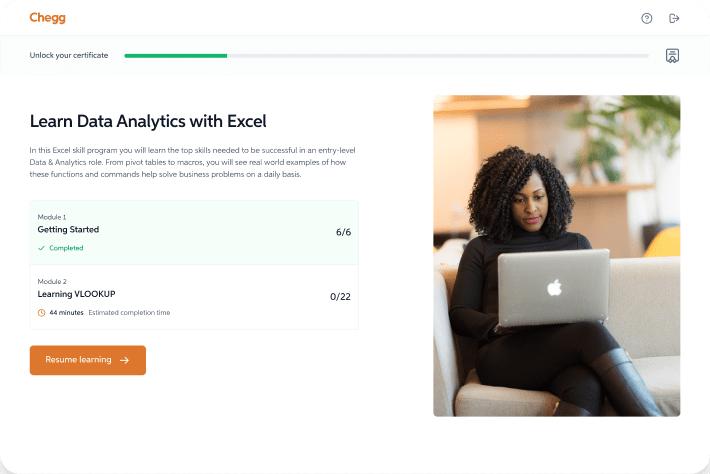 Chegg
Unlock your certificate
Learn Data Analytics with Excel
In this Excel skill program you will learn the top skills needed to be successful in an entry-level
Data & Analytics role. From pivot tables to macros, you will see real world examples of how
these functions and commands help solve business problems on a daily basis.
Module 1
Getting Started
6/6
Completed
Module 2
Learning VLOOKUP
0/22
44 minutes Estimated completion time
Resume learning